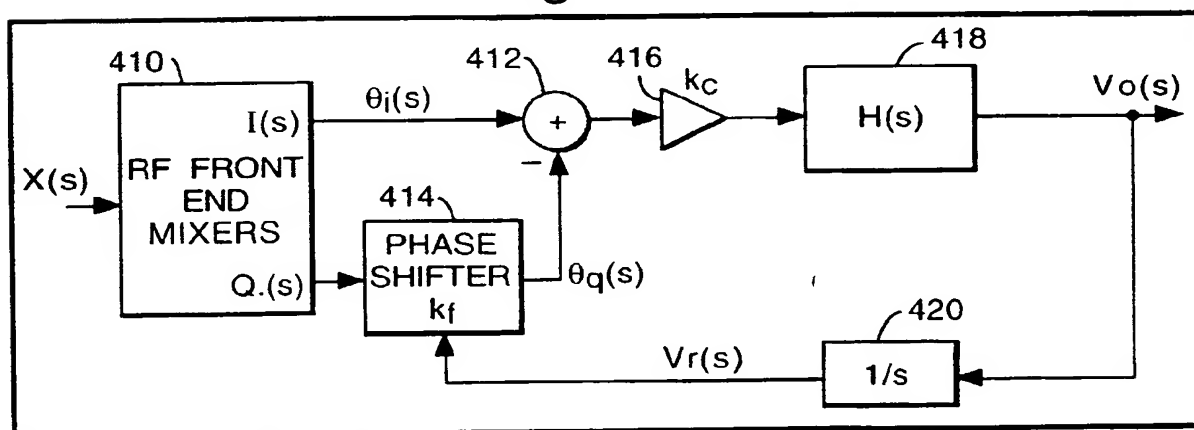 410
X(s)
I(s)
RF FRONT
END
MIXERS
Q.(s)
θi(s)
412
+
−
414
PHASE
SHIFTER
kf
θq(s)
416
kC
418
H(s)
Vo(s)
420
1/s
Vr(s)